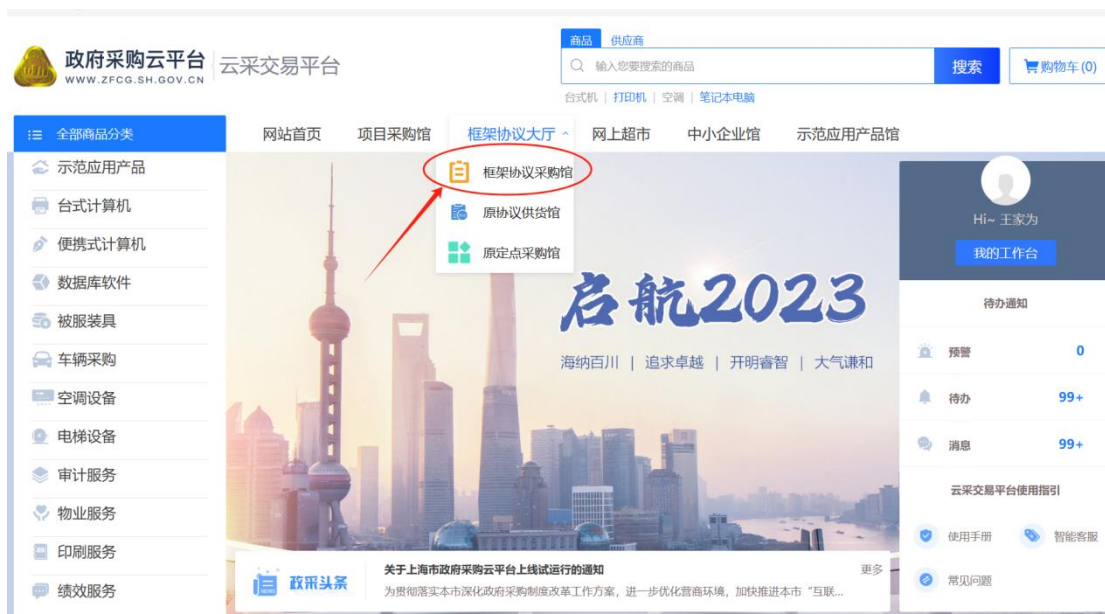 商品 供应商
政府采购云平台 云采交易平台
WWW.ZFCG.SH.GOV.CN
输入您要搜索的商品 搜索 购物车(0)
台式机 | 打印机 | 空调 | 笔记本电脑
全部商品分类 网站首页 项目采购馆 框架协议大厅 网上超市 中小企业馆 示范应用产品馆
示范应用产品
台式计算机
便携式计算机
数据库软件
被服装具
车辆采购
空调设备
电梯设备
审计服务
物业服务
印刷服务
绩效服务
框架协议采购馆
原协议供货馆
原定点采购馆
启航2023
海纳百川 | 追求卓越 | 开明睿智 | 大气谦和
Hi~ 王家为
我的工作台
待办通知
预警 0
待办 99+
消息 99+
云采交易平台使用指引
使用手册 智能客服
常见问题
政采头条
关于上海市政府采购云平台上线试运行的通知 更多
为贯彻落实本市深化政府采购制度改革工作方案，进一步优化营商环境，加快推进本市“互联...